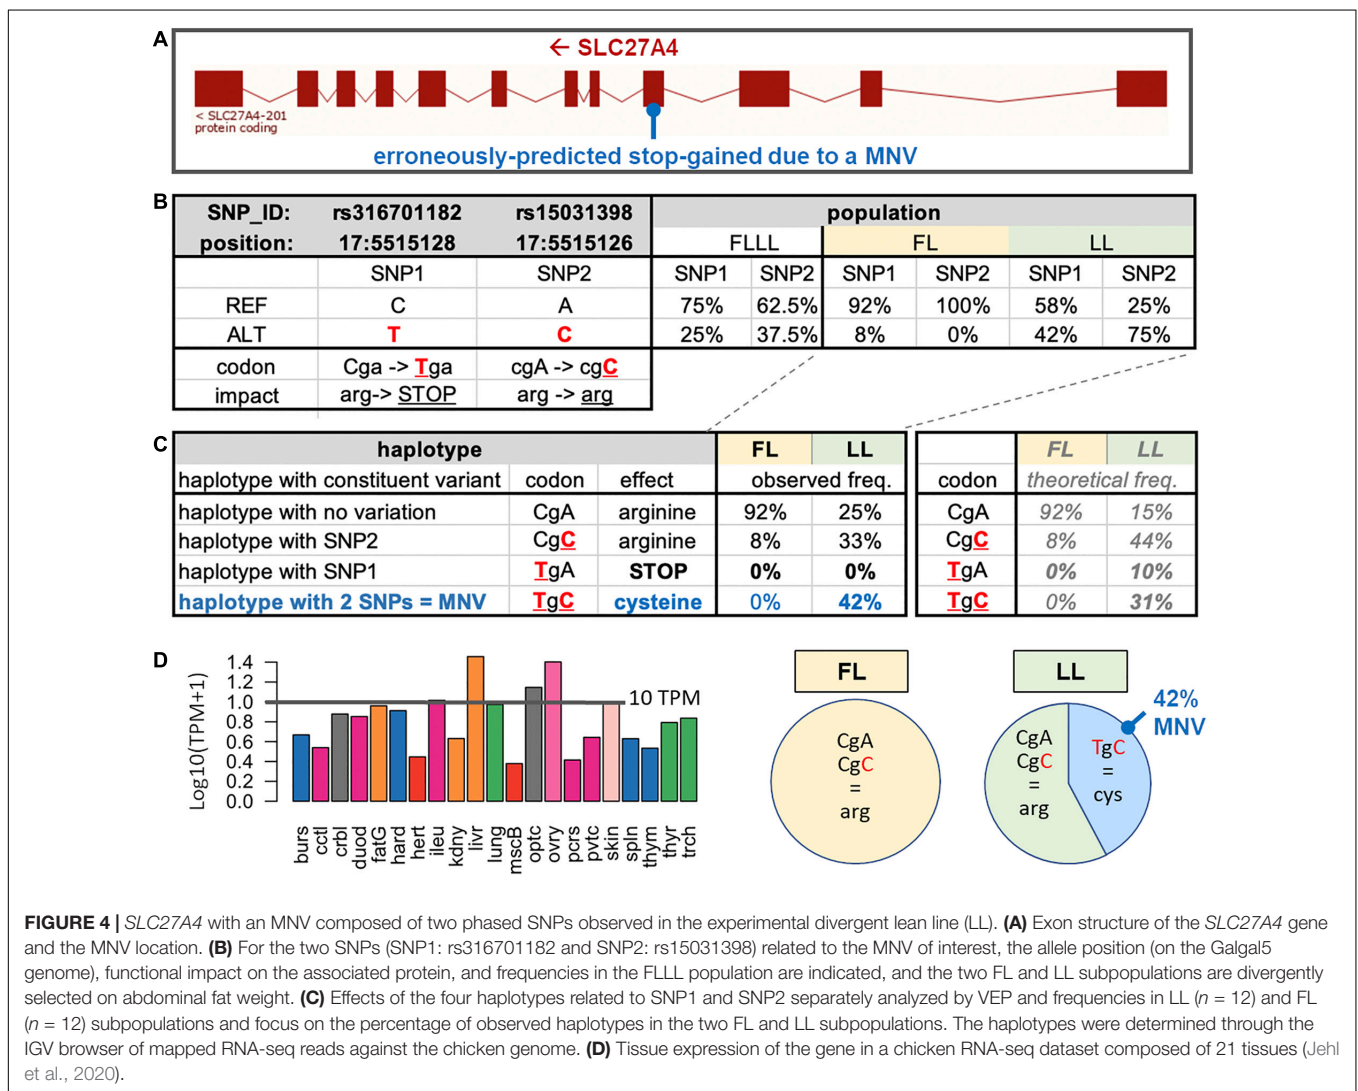 A
← SLC27A4
< SLC27A4-201
protein coding
erroneously-predicted stop-gained due to a MNV
B
SNP_ID: rs316701182 rs15031398 population
position: 17:5515128 17:5515126 FLLL FL LL
SNP1 SNP2 SNP1 SNP2 SNP1 SNP2 SNP1 SNP2
REF C A 75% 62.5% 92% 100% 58% 25%
ALT T C 25% 37.5% 8% 0% 42% 75%
codon Cga -> Tga cgA -> cgC
impact arg-> STOP arg -> arg
C
haplotype FL LL FL LL
haplotype with constituent variant codon effect observed freq. codon theoretical freq.
haplotype with no variation CgA arginine 92% 25% CgA 92% 15%
haplotype with SNP2 CgC arginine 8% 33% CgC 8% 44%
haplotype with SNP1 TgA STOP 0% 0% TgA 0% 10%
haplotype with 2 SNPs = MNV TgC cysteine 0% 42% TgC 0% 31%
D
Log10(TPM+1)
1.4
1.2
1.0
0.8
0.6
0.4
0.2
0.0
10 TPM
burs cctl crbl duod fatG hard hert ileu kdny livr lung mscB optc ovry pcrs pvtc skin spln thym thyr trch
FL
CgA
CgC
=
arg
LL
CgA
CgC
=
arg
TgC
=
cys
42%
MNV
FIGURE 4 | SLC27A4 with an MNV composed of two phased SNPs observed in the experimental divergent lean line (LL). (A) Exon structure of the SLC27A4 gene
and the MNV location. (B) For the two SNPs (SNP1: rs316701182 and SNP2: rs15031398) related to the MNV of interest, the allele position (on the Galgal5
genome), functional impact on the associated protein, and frequencies in the FLLL population are indicated, and the two FL and LL subpopulations are divergently
selected on abdominal fat weight. (C) Effects of the four haplotypes related to SNP1 and SNP2 separately analyzed by VEP and frequencies in LL (n = 12) and FL
(n = 12) subpopulations and focus on the percentage of observed haplotypes in the two FL and LL subpopulations. The haplotypes were determined through the
IGV browser of mapped RNA-seq reads against the chicken genome. (D) Tissue expression of the gene in a chicken RNA-seq dataset composed of 21 tissues (Jehl
et al., 2020).